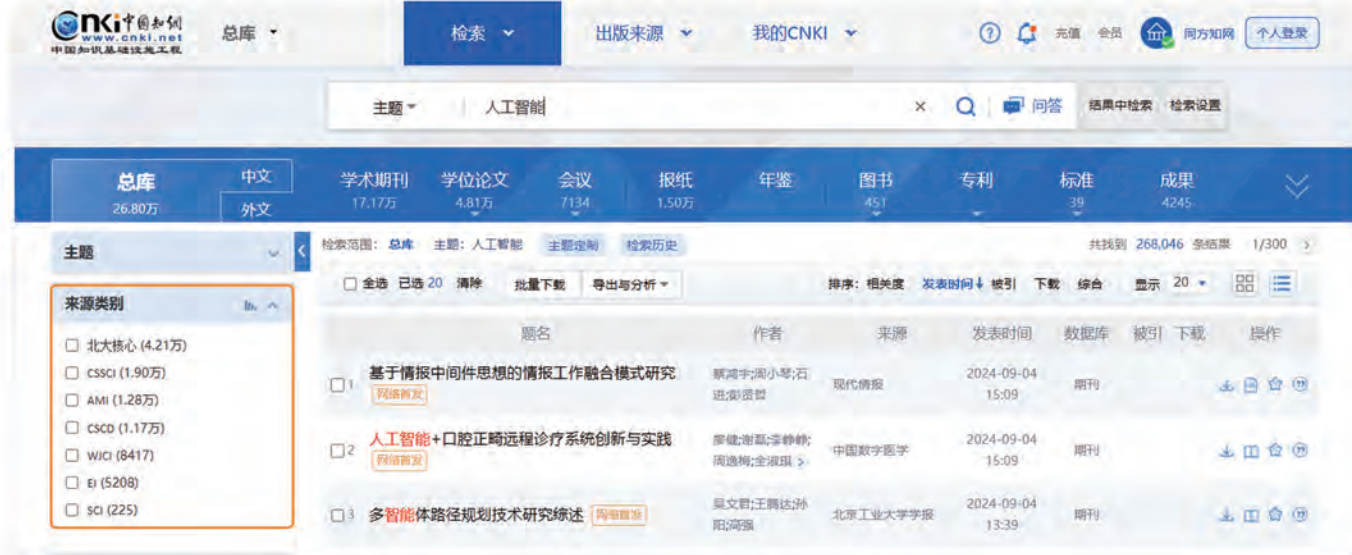 cnki中国知网
www.cnki.net
中国知识基础设施工程
总库
检索
出版来源
我的CNKI
充值 会员
同方知网
个人登录
主题 人工智能 × 问答 结果中检索 检索设置
总库 26.80万
中文
外文
学术期刊 17.17万
学位论文 4.81万
会议 7134
报纸 1.50万
年鉴
图书 451
专利
标准 39
成果 4245
主题
来源类别
北大核心 (4.21万)
CSSCI (1.90万)
AMI (1.28万)
CSCD (1.17万)
WJCI (8417)
EI (5208)
SCI (225)
检索范围: 总库 主题: 人工智能 主题定制 检索历史 共找到 268,046 条结果 1/300
全选 已选 20 清除 批量下载 导出与分析 排序: 相关度 发表时间↓ 被引 下载 综合 显示 20
题名 作者 来源 发表时间 数据库 被引 下载 操作
1 基于情报中间件思想的情报工作融合模式研究 现代情报 2024-09-04 期刊
网络首发 15:09
2 人工智能+口腔正畸远程诊疗系统创新与实践 中国数字医学 2024-09-04 期刊
网络首发 15:09
3 多智能体路径规划技术研究综述 网络首发 吴文君;王腾达;孙 北京工业大学学报 2024-09-04 期刊
阳;高强 13:39